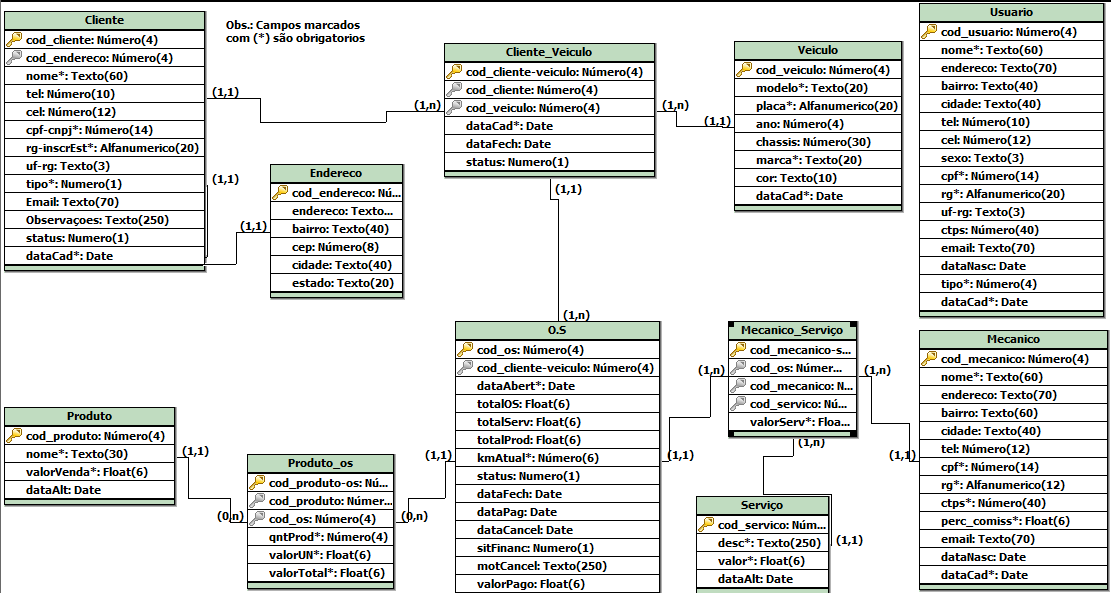 Cliente
cod_cliente: Número(4)
cod_endereco: Número(4)
nome*: Texto(60)
tel: Número(10)
cel: Número(12)
cpf-cnpj*: Número(14)
rg-inscrEst*: Alfanumerico(20)
uf-rg: Texto(3)
tipo*: Numero(1)
Email: Texto(70)
Observaçoes: Texto(250)
status: Numero(1)
dataCad*: Date
Obs.: Campos marcados
com (*) são obrigatorios
(1,1)
(1,n)
Cliente_Veiculo
cod_cliente-veiculo: Número(4)
cod_cliente: Número(4)
cod_veiculo: Número(4)
dataCad*: Date
dataFech: Date
status: Numero(1)
(1,n)
(1,1)
Veiculo
cod_veiculo: Número(4)
modelo*: Texto(20)
placa*: Alfanumerico(20)
ano: Número(4)
chassis: Número(30)
marca*: Texto(20)
cor: Texto(10)
dataCad*: Date
Usuario
cod_usuario: Número(4)
nome*: Texto(60)
endereco: Texto(70)
bairro: Texto(40)
cidade: Texto(40)
tel: Número(10)
cel: Número(12)
sexo: Texto(3)
cpf*: Número(14)
rg*: Alfanumerico(20)
uf-rg: Texto(3)
ctps: Número(40)
email: Texto(70)
dataNasc: Date
tipo*: Número(4)
dataCad*: Date
(1,1)
(1,1)
Endereco
cod_endereco: Nú...
endereco: Texto...
bairro: Texto(40)
cep: Número(8)
cidade: Texto(40)
estado: Texto(20)
(1,1)
(1,n)
O.S
cod_os: Número(4)
cod_cliente-veiculo: Número(4)
dataAbert*: Date
totalOS: Float(6)
totalServ: Float(6)
totalProd: Float(6)
kmAtual*: Número(6)
status: Numero(1)
dataFech: Date
dataPag: Date
dataCancel: Date
sitFinanc: Numero(1)
motCancel: Texto(250)
valorPago: Float(6)
(1,n)
(1,1)
Mecanico_Serviço
cod_mecanico-s...
cod_os: Númer...
cod_mecanico: N...
cod_servico: Nú...
valorServ*: Floa...
(1,n)
(1,1)
(1,n)
(1,1)
Mecanico
cod_mecanico: Número(4)
nome*: Texto(60)
endereco: Texto(70)
bairro: Texto(60)
cidade: Texto(40)
tel: Número(12)
cpf*: Número(14)
rg*: Alfanumerico(12)
ctps*: Número(40)
perc_comiss*: Float(6)
email: Texto(70)
dataNasc: Date
dataCad*: Date
Produto
cod_produto: Número(4)
nome*: Texto(30)
valorVenda*: Float(6)
dataAlt: Date
(1,1)
(0,n)
Produto_os
cod_produto-os: Nú...
cod_produto: Númer...
cod_os: Número(4)
qntProd*: Número(4)
valorUN*: Float(6)
valorTotal*: Float(6)
(0,n)
(1,1)
Serviço
cod_servico: Núm...
desc*: Texto(250)
valor*: Float(6)
dataAlt: Date